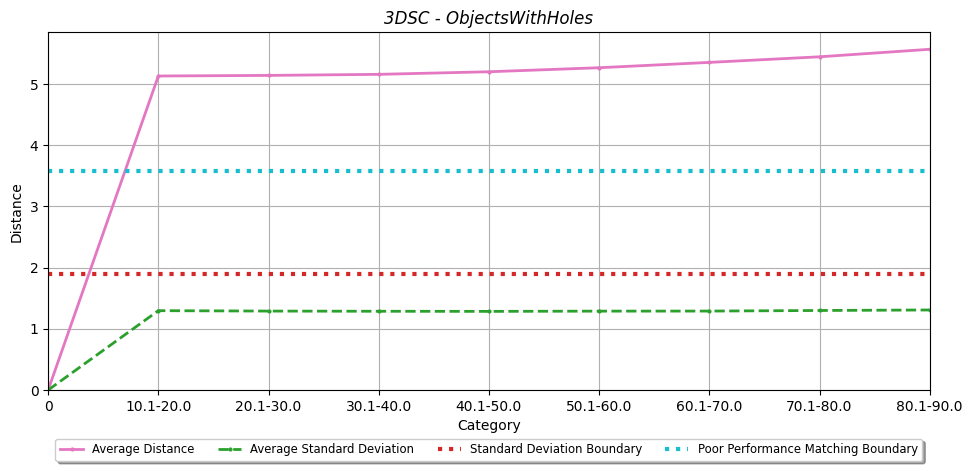 3DSC - ObjectsWithHoles
Distance
5
4
3
2
1
0
0 10.1-20.0 20.1-30.0 30.1-40.0 40.1-50.0 50.1-60.0 60.1-70.0 70.1-80.0 80.1-90.0
Category
Average Distance Average Standard Deviation Standard Deviation Boundary Poor Performance Matching Boundary